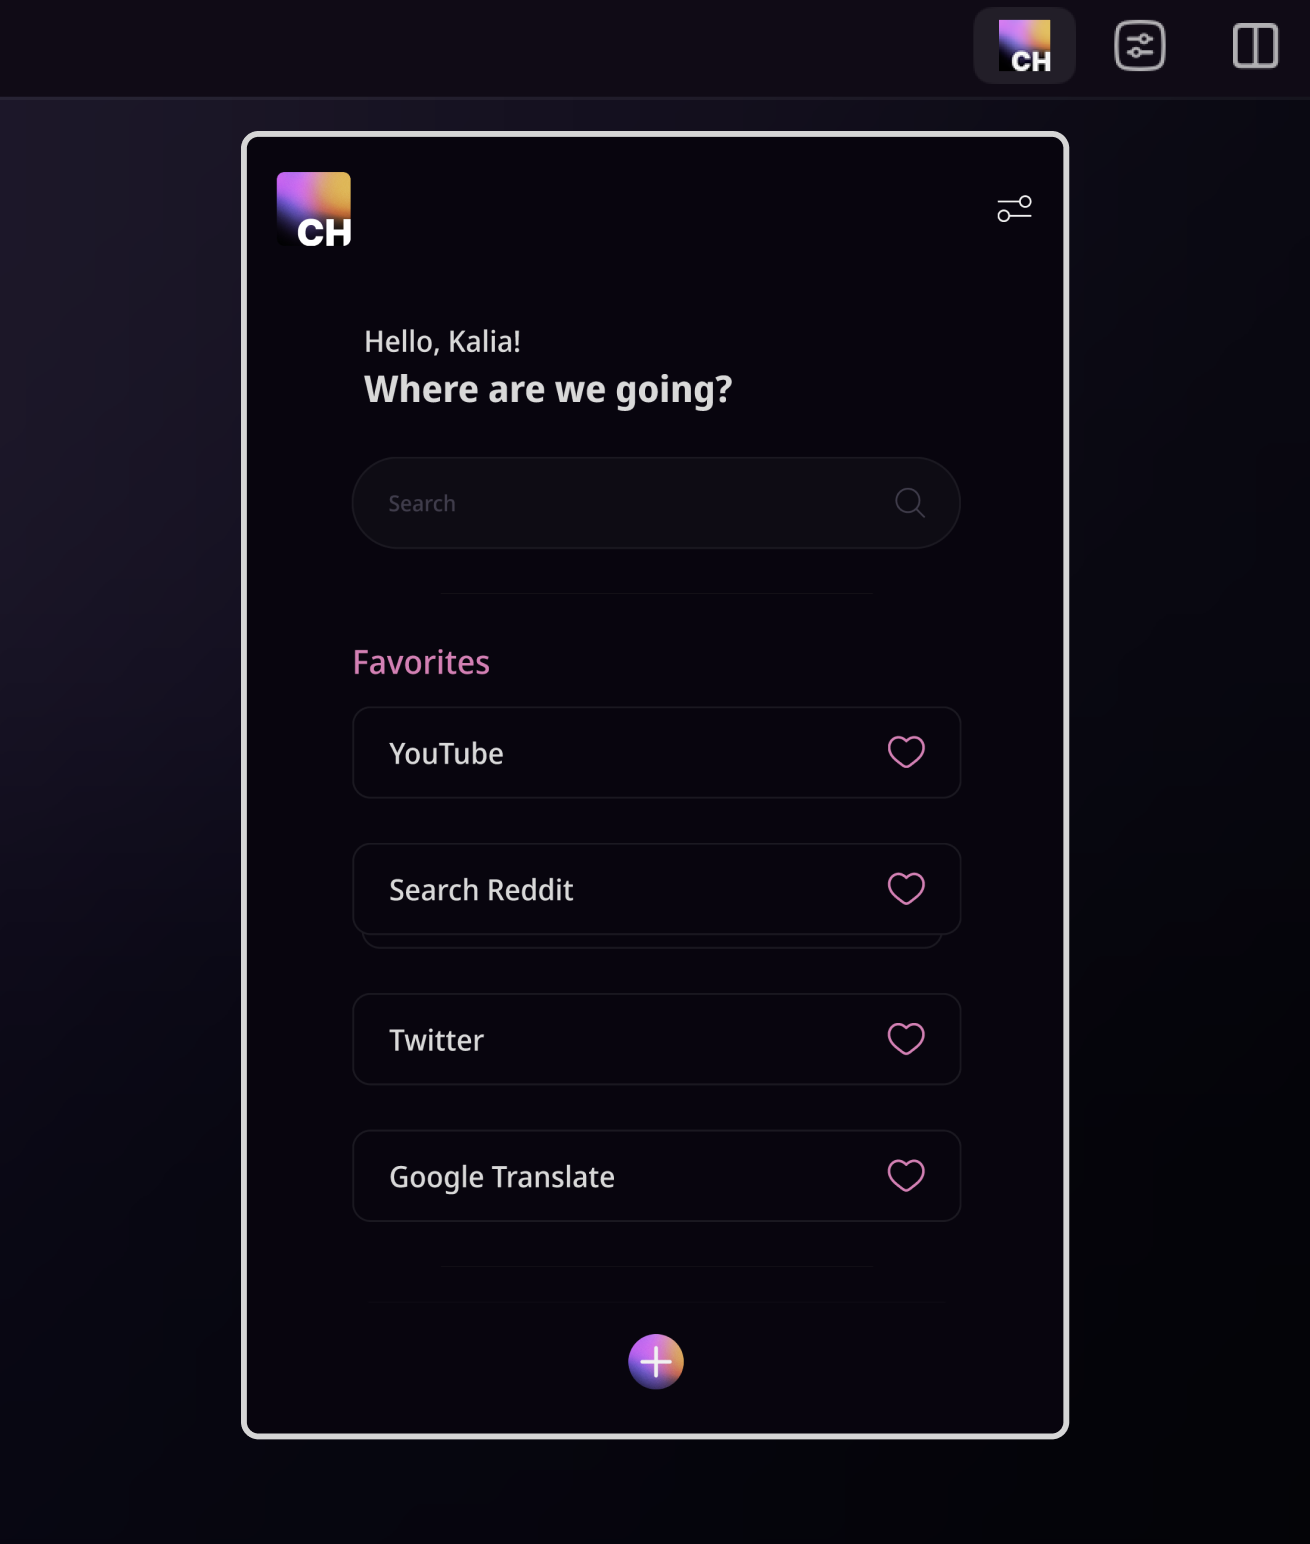 CH
CH
Hello, Kalia!
Where are we going?
Search
Favorites
YouTube
Search Reddit
Twitter
Google Translate